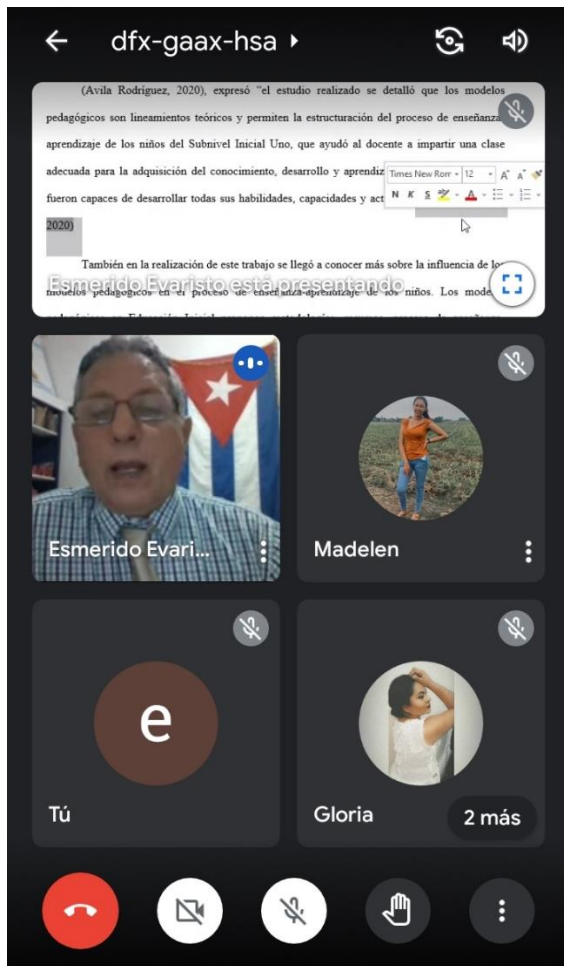 dfx-gaax-hsa
(Avila Rodríguez, 2020), expresó “el estudio realizado se detalló que los modelos
pedagógicos son lineamientos teóricos y permiten la estructuración del proceso de enseñanza
aprendizaje de los niños del Subnivel Inicial Uno, que ayudó al docente a impartir una clase
adecuada para la adquisición del conocimiento, desarrollo y
Times New Rom 12 A A
fueron capaces de desarrollar todas sus habilidades, capacidades y
N K S A
2020)
También en la realización de este trabajo se llegó a conocer más sobre la influencia de
Esmerido Evaristo está presentando
modelos pedagógicos en el proceso de enseñanza-aprendizaje de los niños. Los
Esmerido Evari...
Madelen
e
Tú
Gloria
2 más